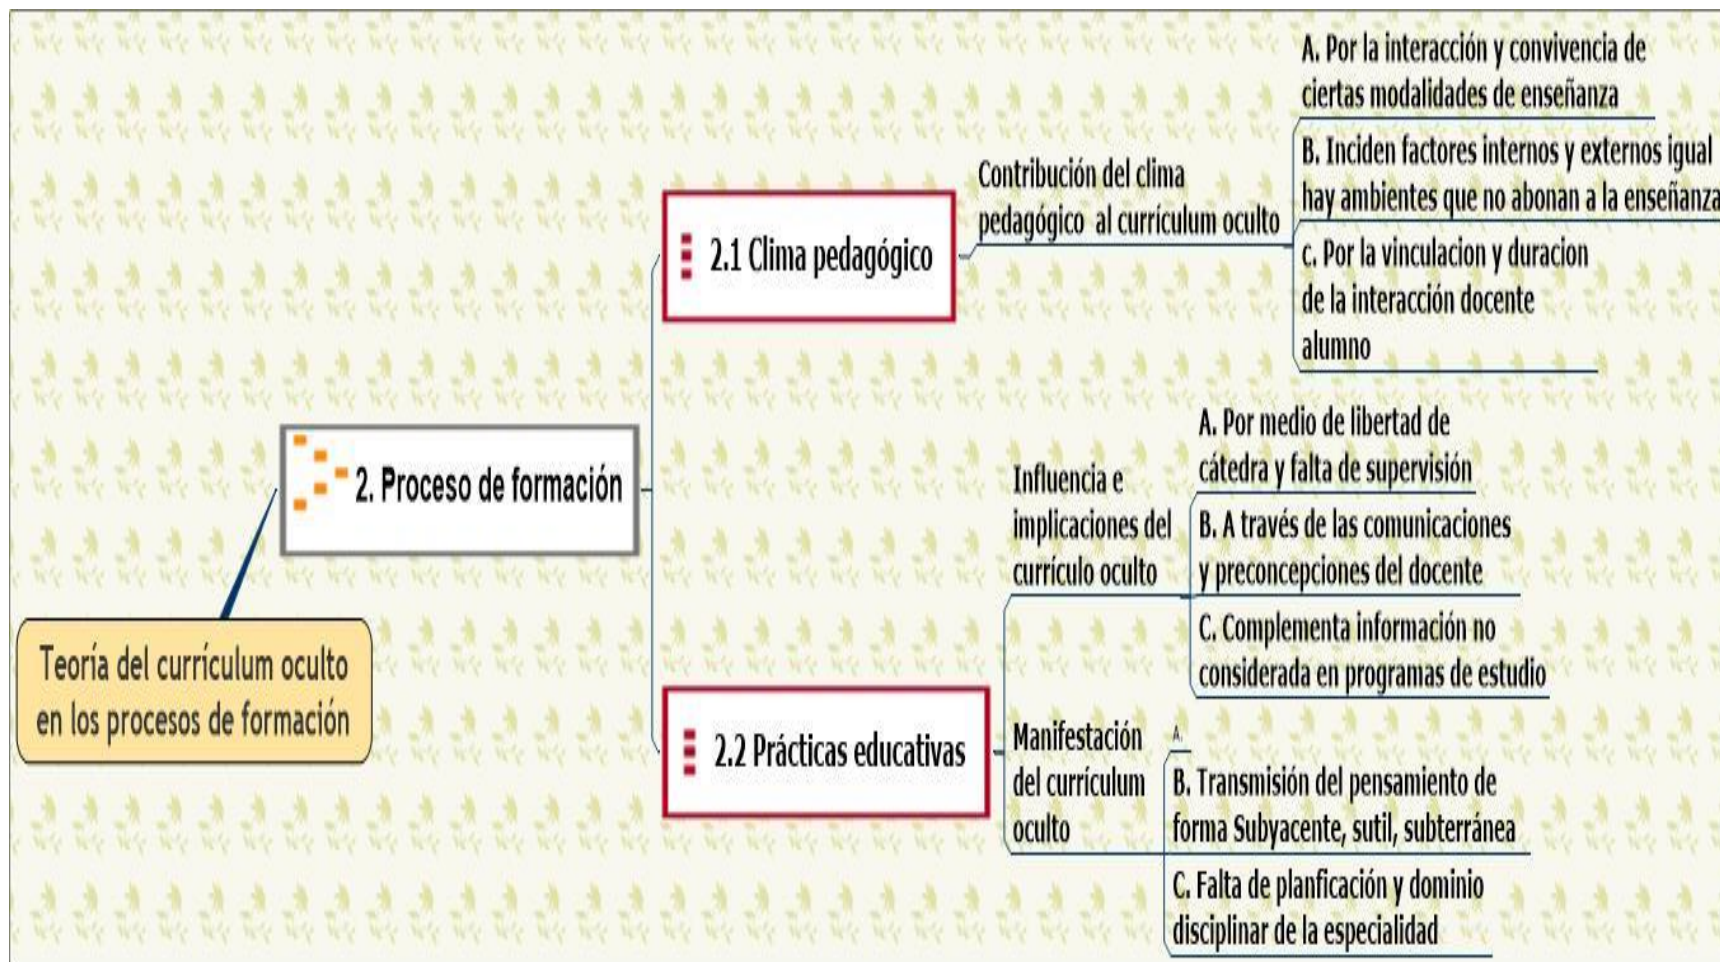 Teoría del currículum oculto
en los procesos de formación
2. Proceso de formación
2.1 Clima pedagógico
Contribución del clima
pedagógico al currículum oculto
A. Por la interacción y convivencia de
ciertas modalidades de enseñanza
B. Inciden factores internos y externos igual
hay ambientes que no abonan a la enseñanza
c. Por la vinculacion y duracion
de la interacción docente
alumno
2.2 Prácticas educativas
Influencia e
implicaciones del
currículo oculto
A. Por medio de libertad de
cátedra y falta de supervisión
B. A través de las comunicaciones
y preconcepciones del docente
C. Complementa información no
considerada en programas de estudio
Manifestación
del currículum
oculto
A.
B. Transmisión del pensamiento de
forma Subyacente, sutil, subterránea
C. Falta de planficación y dominio
disciplinar de la especialidad